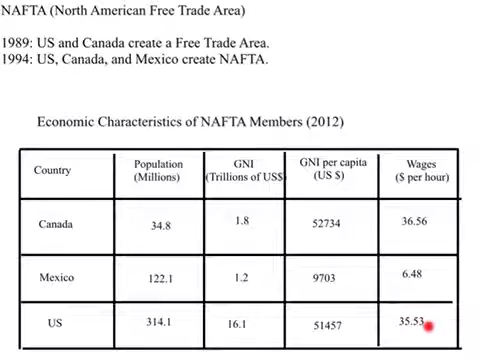 NAFTA (North American Free Trade Area)
1989: US and Canada create a Free Trade Area.
1994: US, Canada, and Mexico create NAFTA.
Economic Characteristics of NAFTA Members (2012)
Country Population (Millions) GNI (Trillions of US$) GNI per capita (US $) Wages ($ per hour)
Canada 34.8 1.8 52734 36.56
Mexico 122.1 1.2 9703 6.48
US 314.1 16.1 51457 35.53